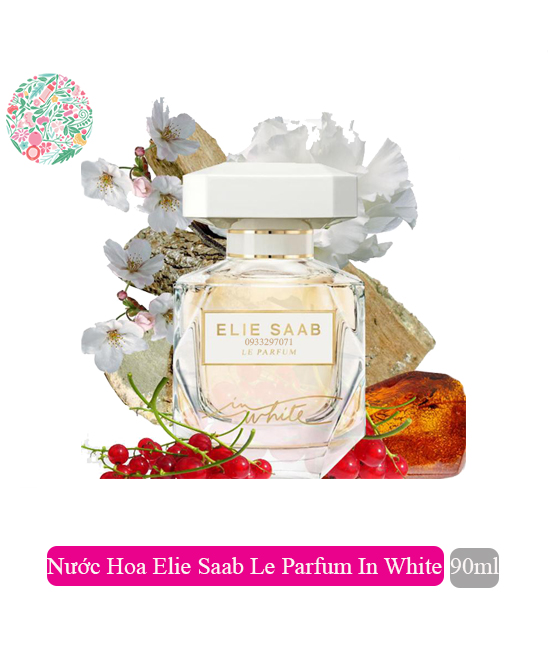 ELIE SAAB
0933297071
LE PARFUM
in
white
Nước Hoa Elie Saab Le Parfum In White 90ml